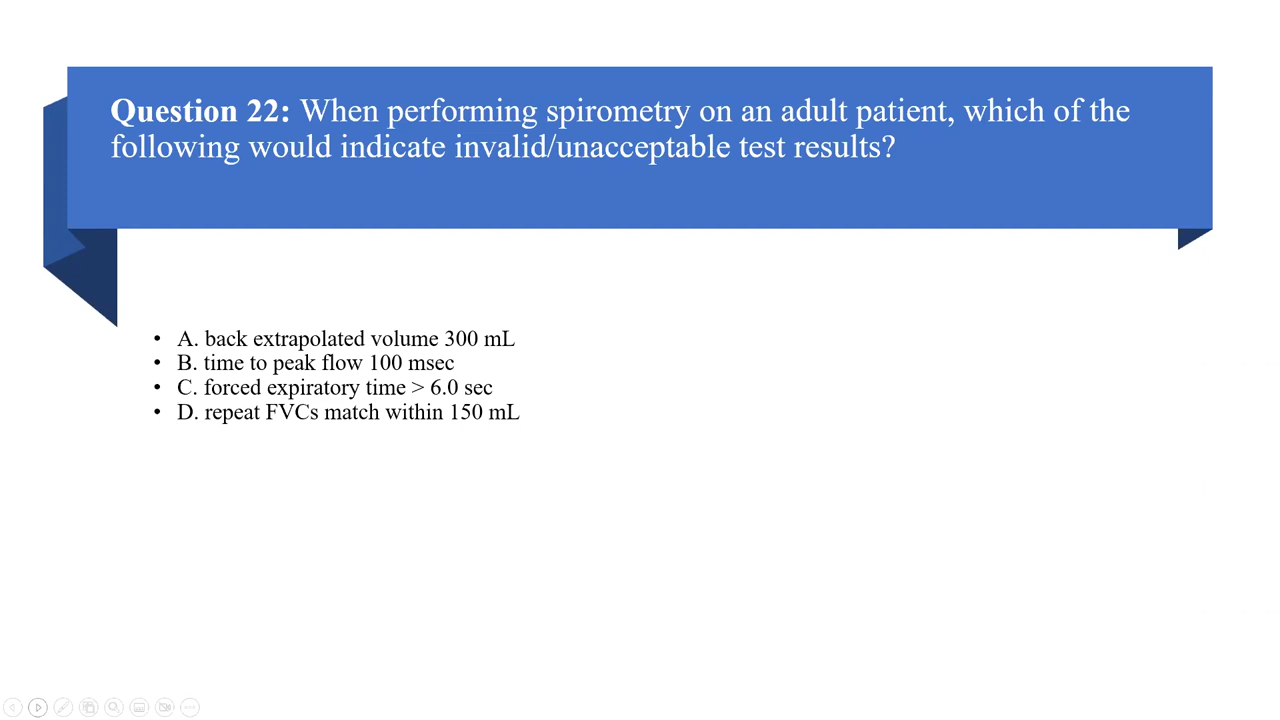 Question 22: When performing spirometry on an adult patient, which of the
following would indicate invalid/unacceptable test results?
• A. back extrapolated volume 300 mL
• B. time to peak flow 100 msec
• C. forced expiratory time > 6.0 sec
• D. repeat FVCs match within 150 mL